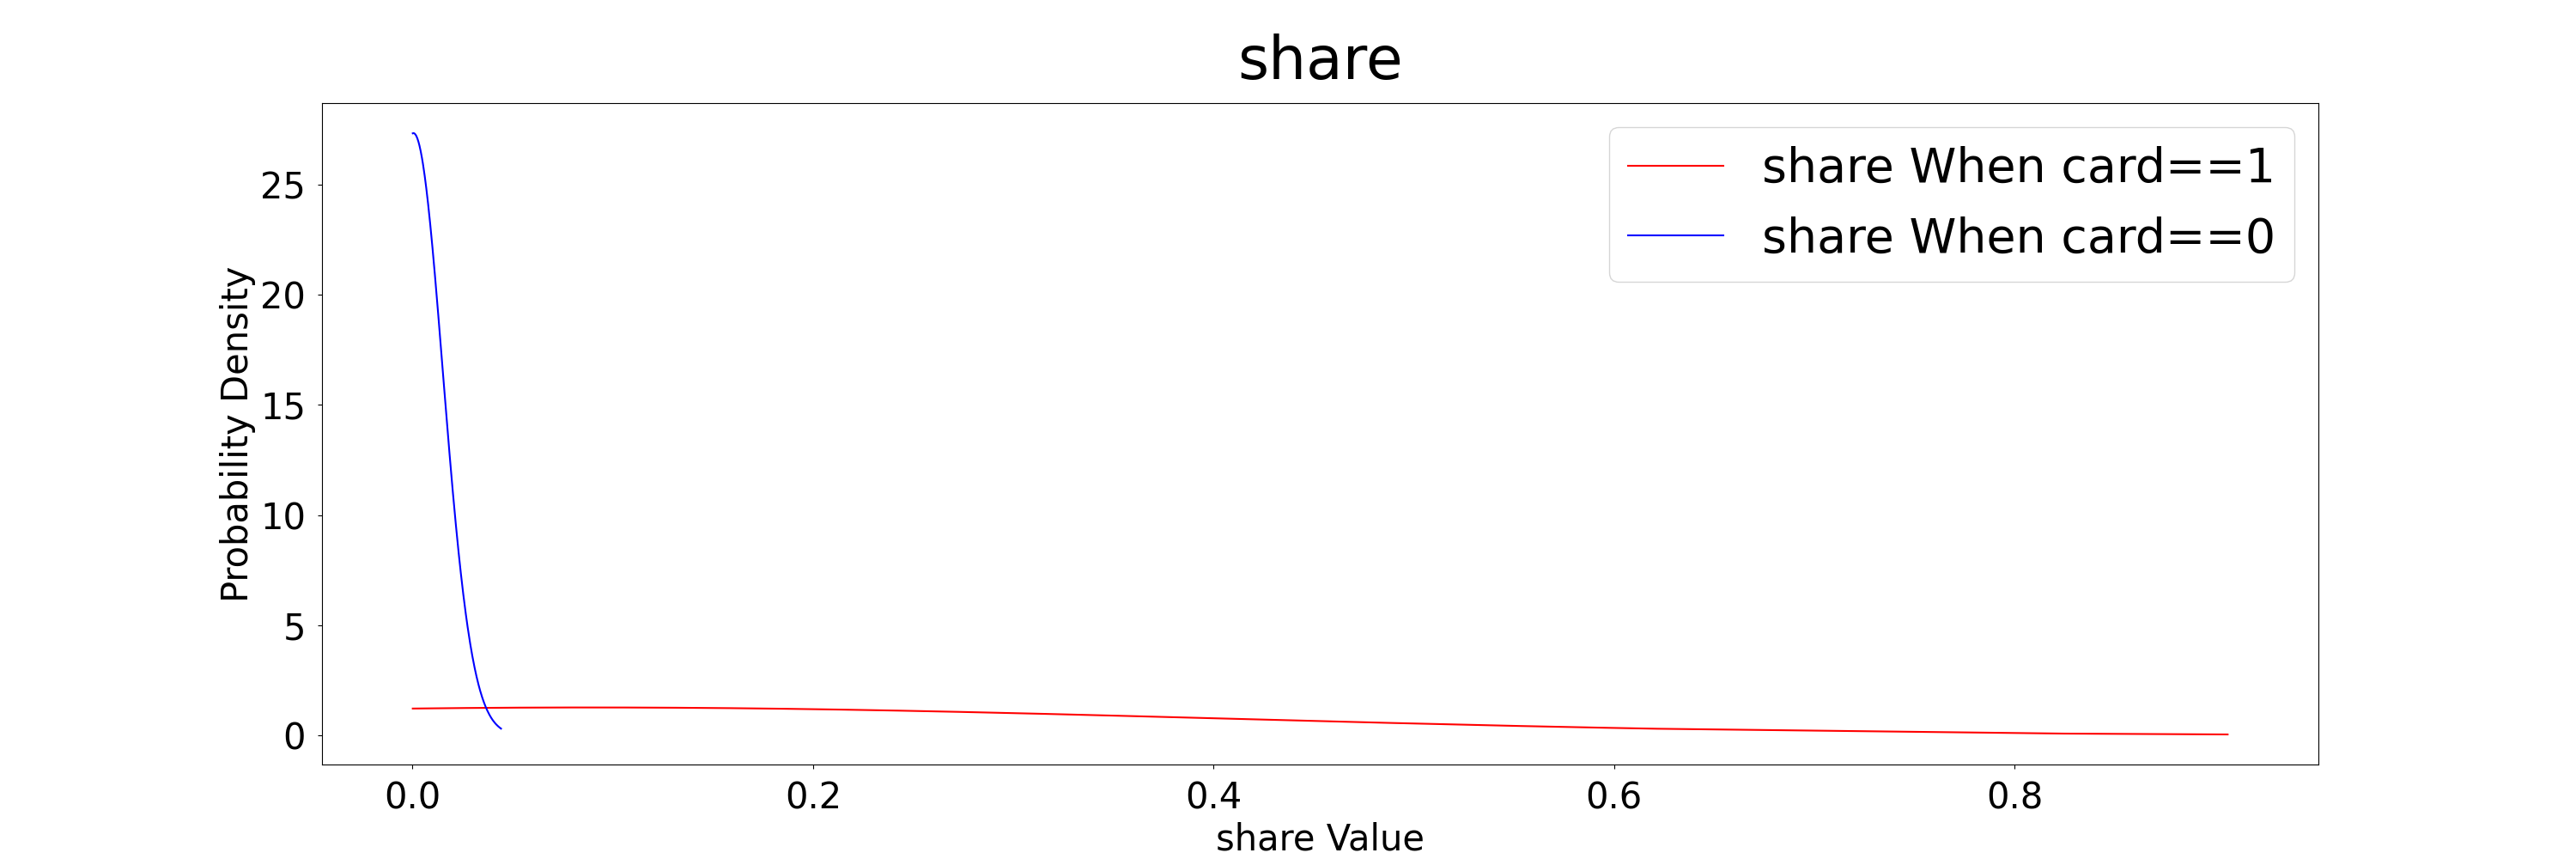 share
share When card==1
share When card==0
Probability Density
25
20
15
10
5
0
0.0 0.2 0.4 0.6 0.8
share Value